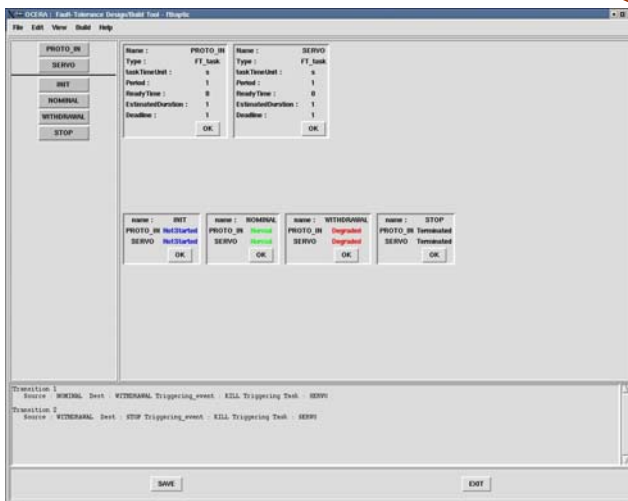 OCERA : Fault-Tolerance Design/Build Tool - Ftbuptic
File Edit View Build Help
PROTO_IN
SERVO
INIT
NOMINAL
WITHDRAWAL
STOP
Name : PROTO_IN
Type : FT_task
taskTimeUnit : s
Period : 1
ReadyTime : 0
EstimatedDuration : 1
Deadline : 1
OK
Name : SERVO
Type : FT_task
taskTimeUnit : s
Period : 1
ReadyTime : 0
EstimatedDuration : 1
Deadline : 1
OK
name : INIT
PROTO_IN NotStarted
SERVO NotStarted
OK
name : NOMINAL
PROTO_IN Normal
SERVO Normal
OK
name : WITHDRAWAL
PROTO_IN Degraded
SERVO Degraded
OK
name : STOP
PROTO_IN Terminated
SERVO Terminated
OK
Transition 1
Source : NOMINAL Dest : WITHDRAWAL Triggering_event : KILL Triggering Task : SERVO
Transition 2
Source : WITHDRAWAL Dest : STOP Triggering_event : KILL Triggering Task : SERVO
SAVE EXIT